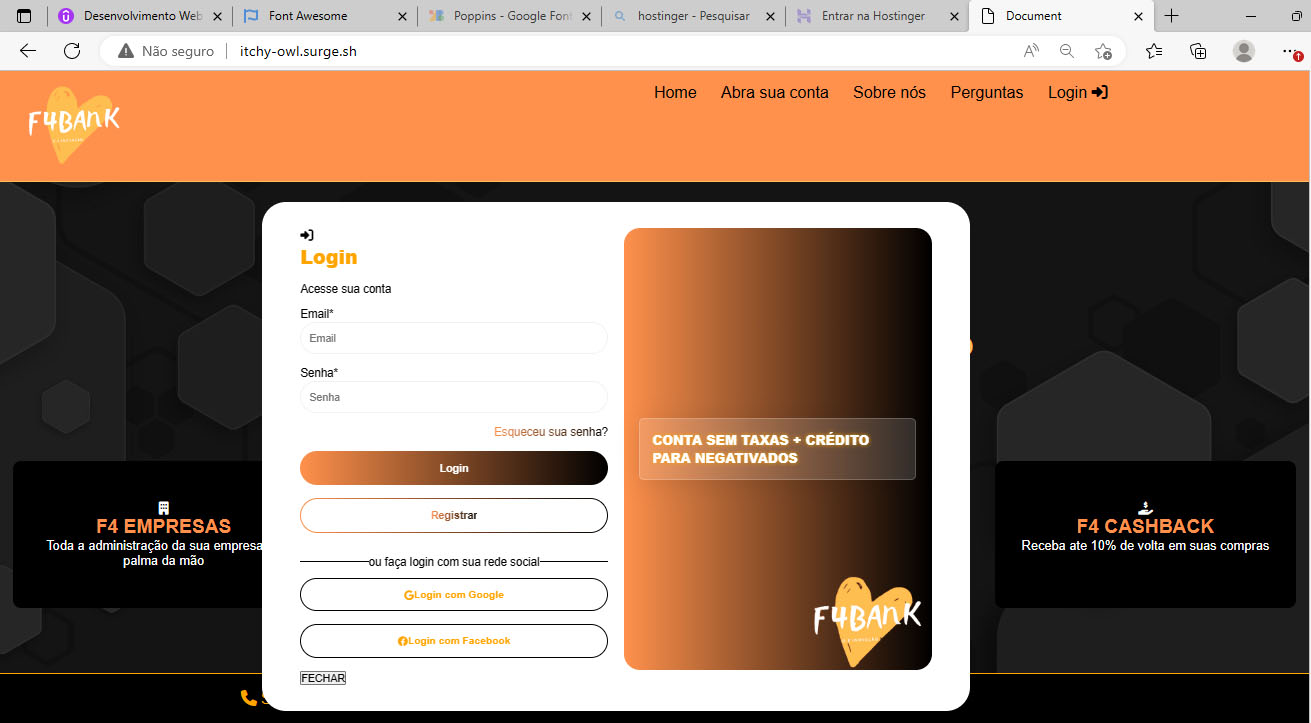 Desenvolvimento Web
Font Awesome
Poppins - Google Font
hostinger - Pesquisar
Entrar na Hostinger
Document
Não seguro
itchy-owl.surge.sh
F4BANK
Home
Abra sua conta
Sobre nós
Perguntas
Login
Login
Acesse sua conta
Email*
Email
Senha*
Senha
Esqueceu sua senha?
Login
Registrar
ou faça login com sua rede social
Login com Google
Login com Facebook
FECHAR
CONTA SEM TAXAS + CRÉDITO
PARA NEGATIVADOS
F4BANK
F4 EMPRESAS
Toda a administração da sua empresa
palma da mão
F4 CASHBACK
Receba ate 10% de volta em suas compras